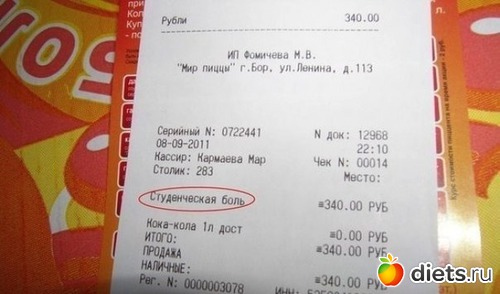 Рубли 340.00
ИП Фомичева М.В.
"Мир пиццы" г.Бор, ул.Ленина, д.113
Серийный N: 0722441 N док: 12968
08-09-2011 22:10
Кассир: Кармаева Мар Чек N: 00014
Столик: 283 Место:
Студенческая боль ≡340.00 РУБ
Кока-кола 1л дост ≡0.00 РУБ
ИТОГО: ≡340.00 РУБ
ПРОДАЖА
НАЛИЧНЫЕ: ≡340.00 РУБ
Рег. N: 0000003078
diets.ru